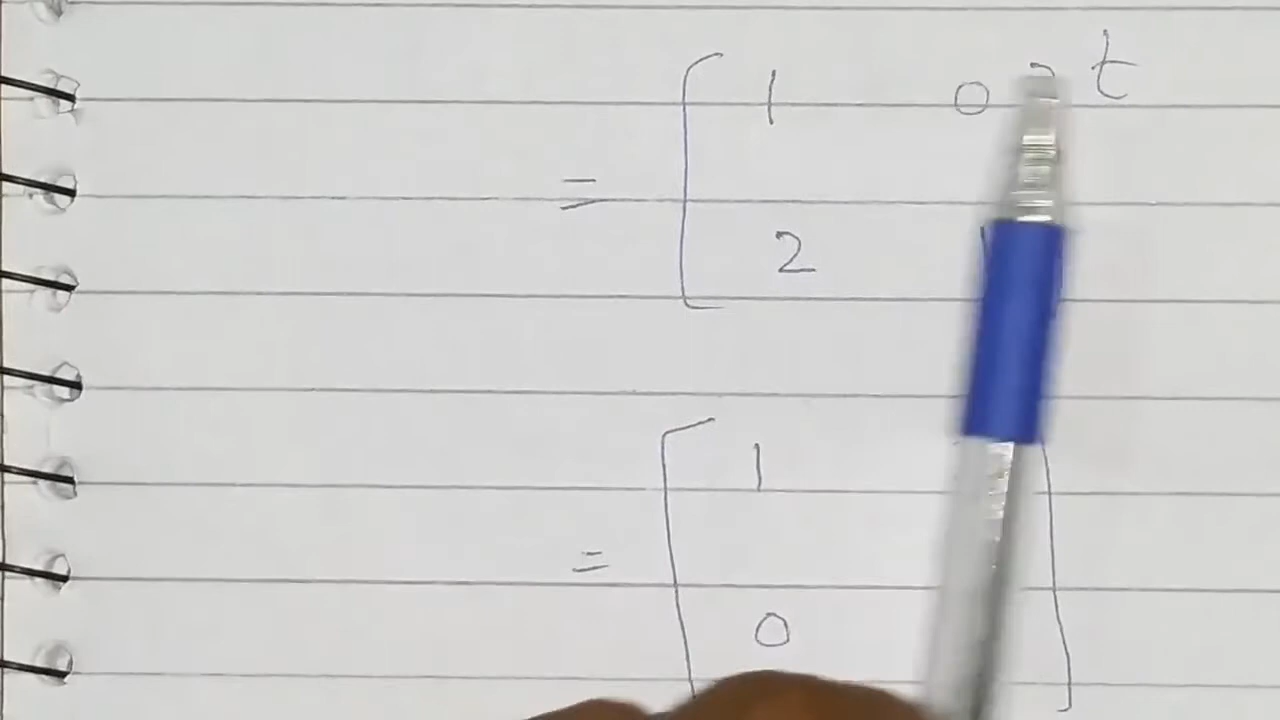 = [ 1 0 ] t
2
= [ 1 ]
0